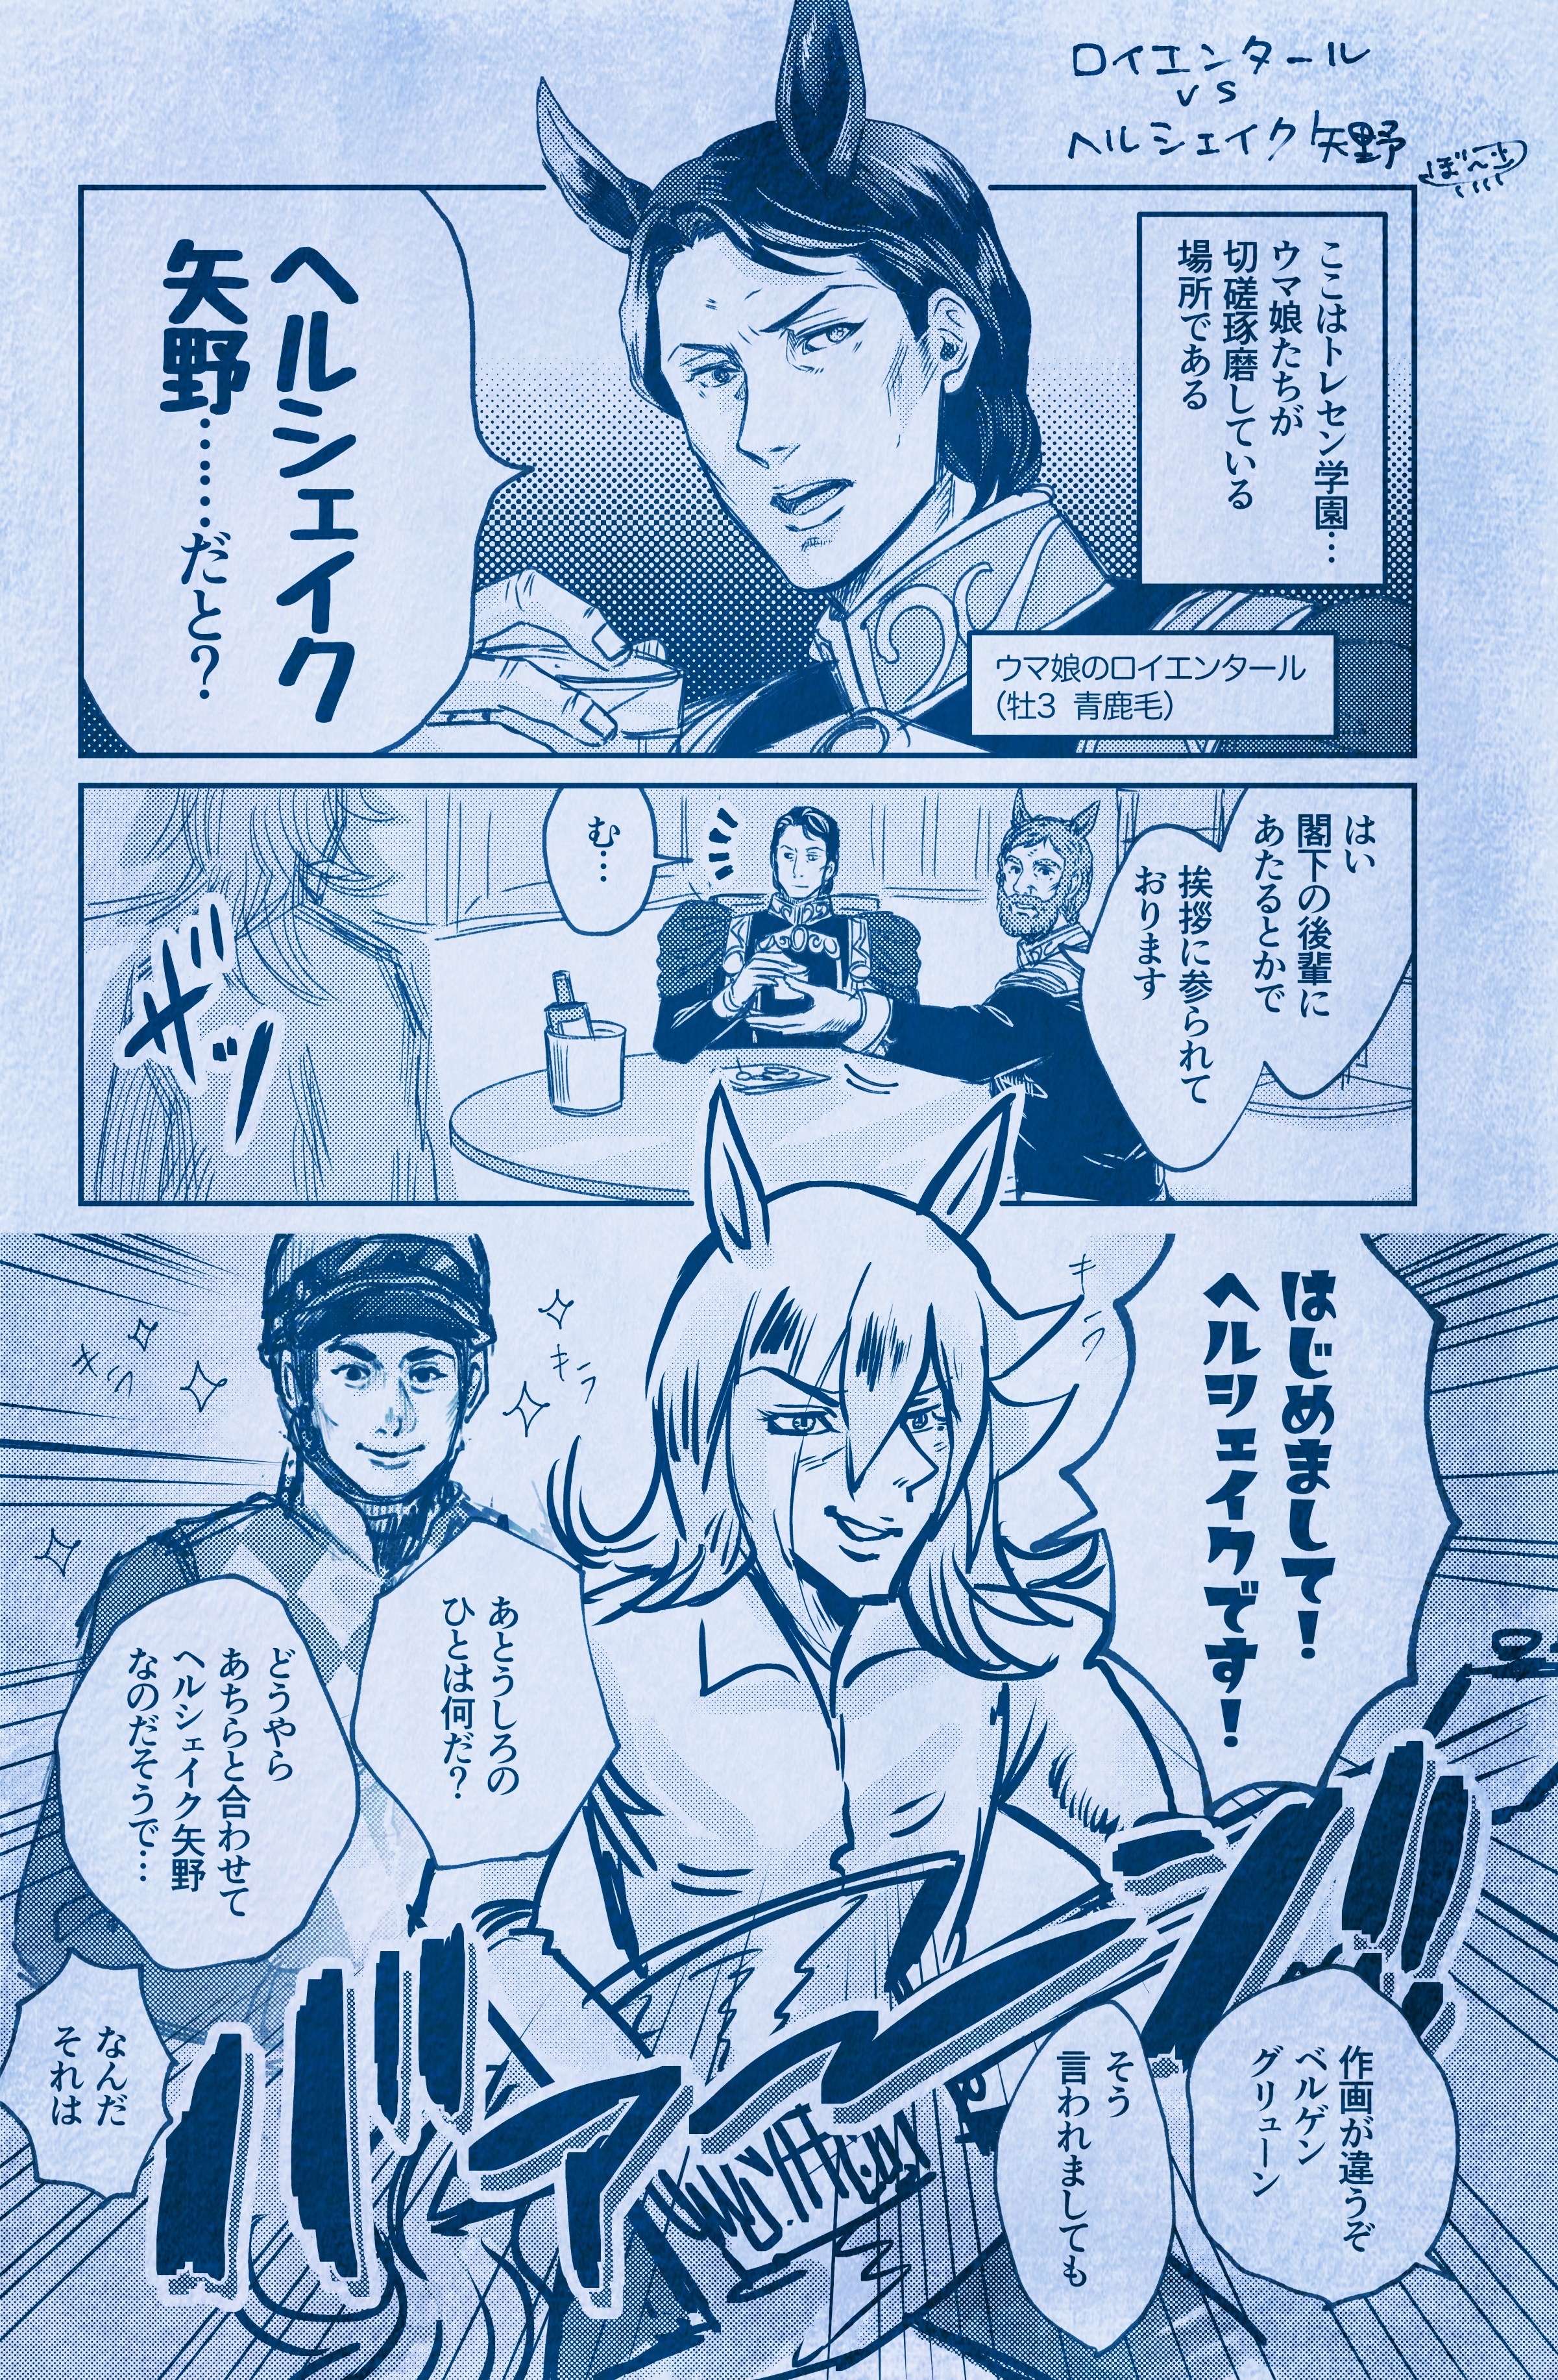 ロイエンタール
vs
ヘルシェイク矢野
ここはトレセン学園…
ウマ娘たちが
切磋琢磨している
場所である
ヘルシェイク
矢野………だと？
ウマ娘のロイエンタール
（牡3 青鹿毛）
はい
閣下の後輩に
あたるとかで
挨拶に参られて
おります
む…
ザッ
はじめまして！
ヘルシェイクです！
キラ
キラ
キラ
あとうしろの
ひとは何だ？
どうやら
あちらと合わせて
ヘルシェイク矢野
なのだそうで…
作画が違うぞ
ベルゲン
グリューン
そう
言われましても
なんだ
それは
バァーン